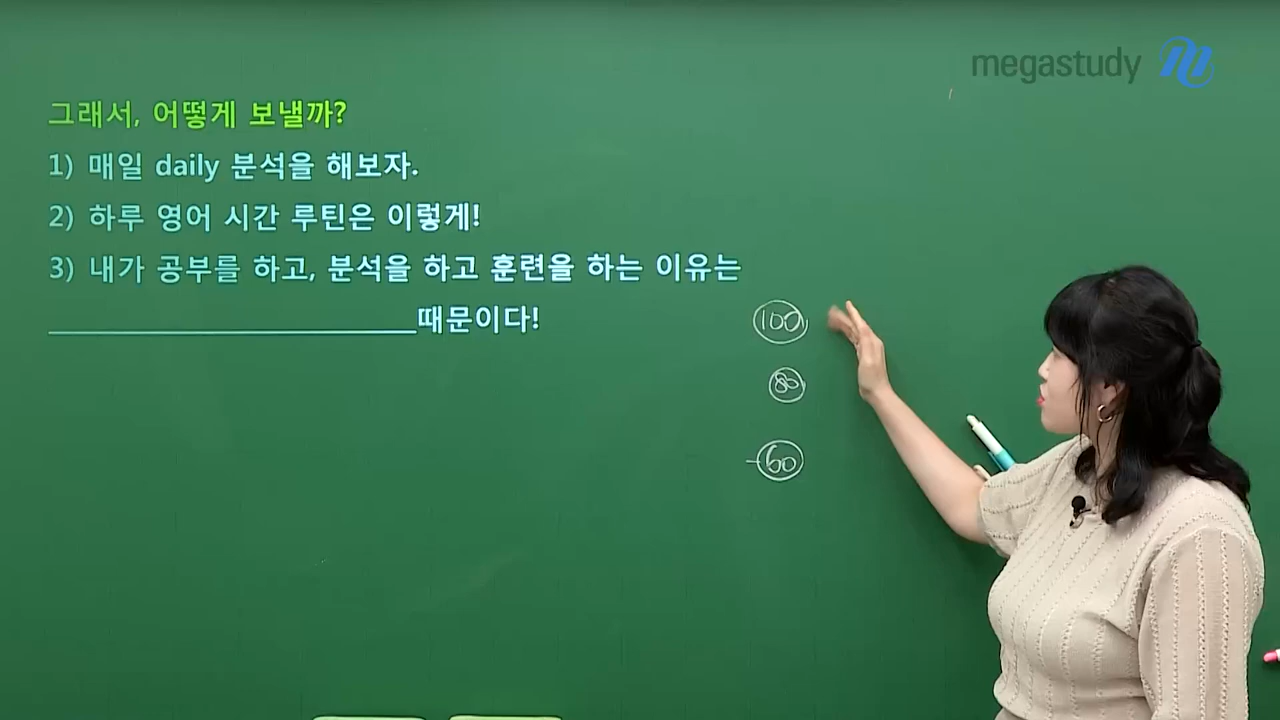 megastudy
그래서, 어떻게 보낼까?
1) 매일 daily 분석을 해보자.
2) 하루 영어 시간 루틴은 이렇게!
3) 내가 공부를 하고, 분석을 하고 훈련을 하는 이유는
때문이다!
100
80
60